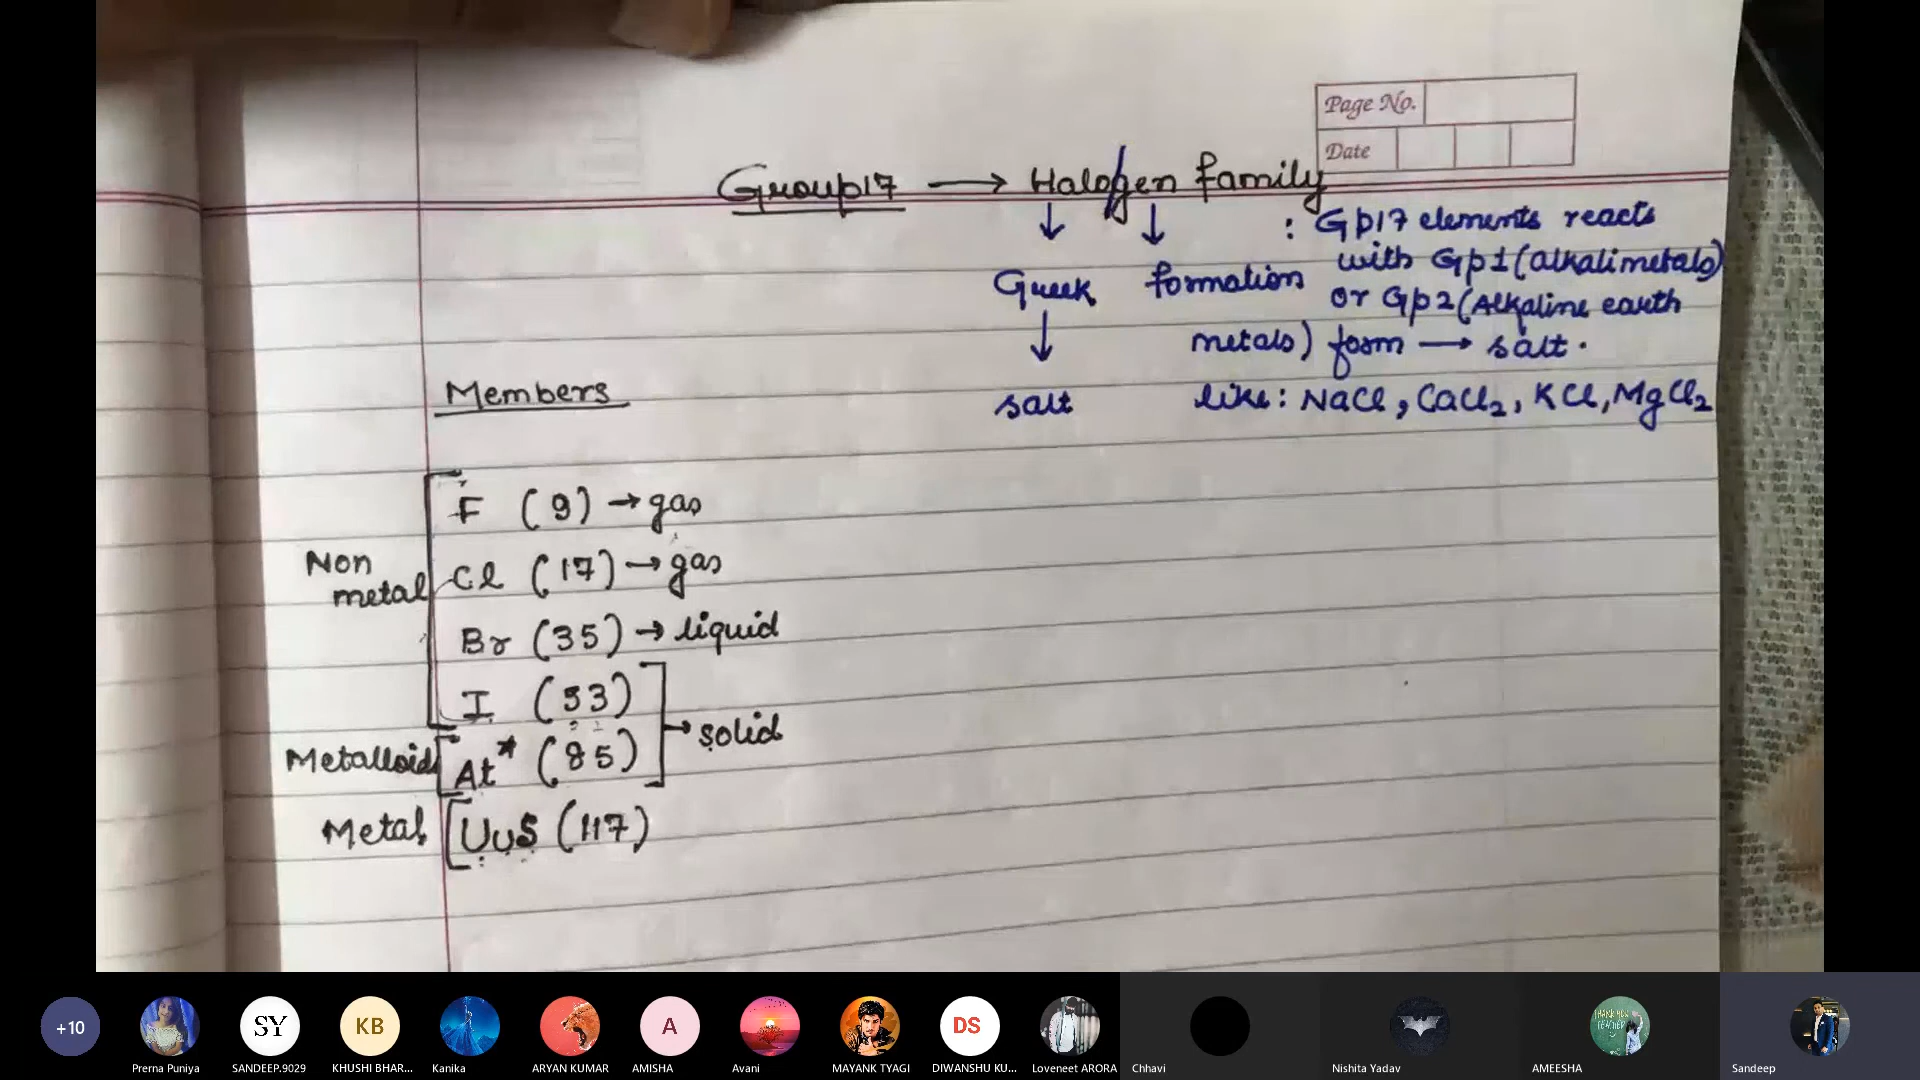 Page No.
Date
Group17 → Halogen family
↓ ↓
: Gp17 elements reacts
with Gp1(alkalimetals)
Greek formation
or Gp2(Alkaline earth
↓
metals) form → salt.
Members
salt
like: NaCl, CaCl₂, KCl, MgCl₂
F (9) → gas
Non
metal
Cl (17) → gas
Br (35) → liquid
I (53)
→ solid
Metalloid
At* (85)
Metal
UuS (117)
+10
SY
KB
A
DS
THANK YOU
TEACHER
Prerna Puniya
SANDEEP.9029
KHUSHI BHAR...
Kanika
ARYAN KUMAR
AMISHA
Avani
MAYANK TYAGI
DIWANSHU KU...
Loveneet ARORA
Chhavi
Nishita Yadav
AMEESHA
Sandeep